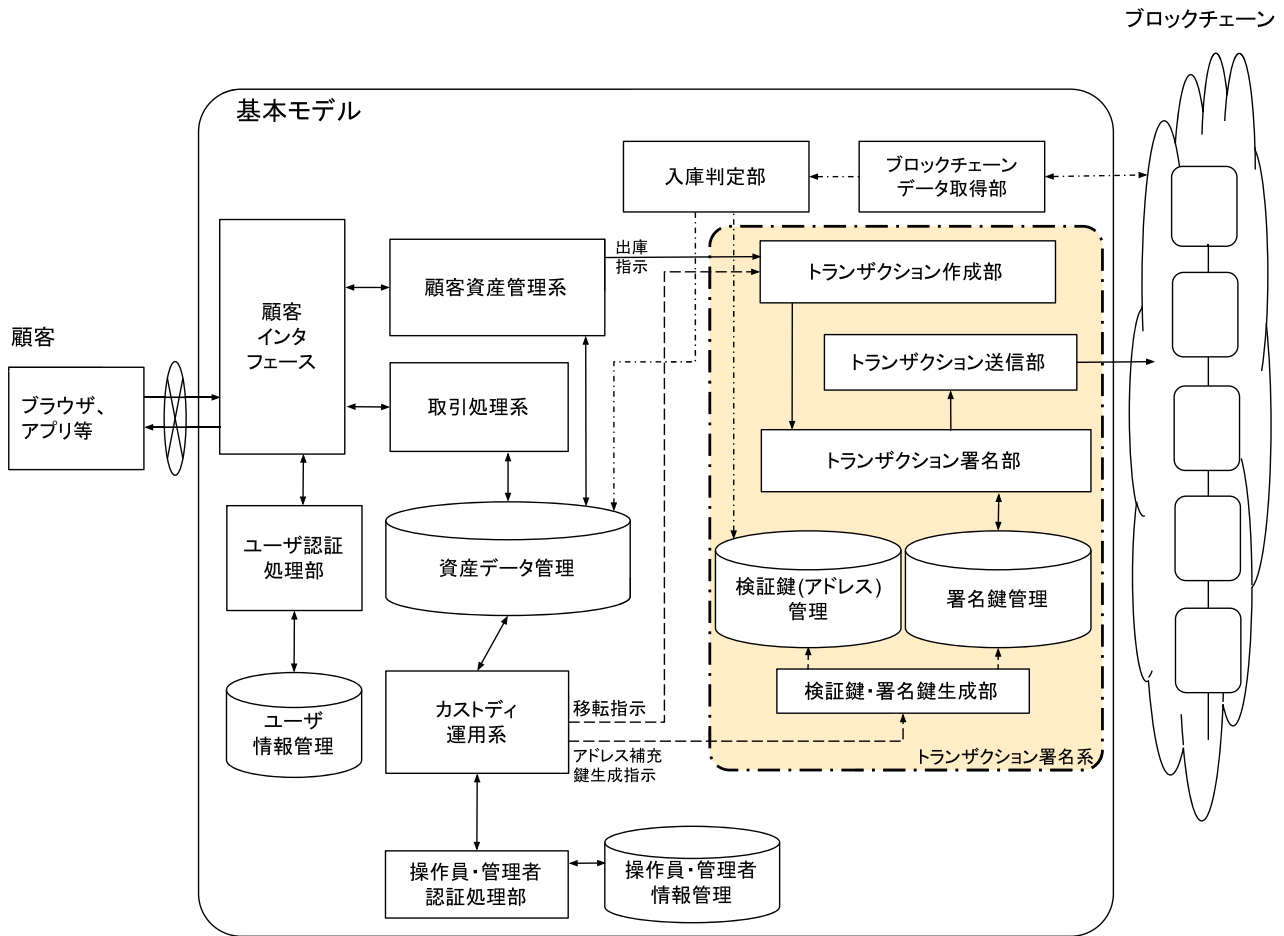 ブロックチェーン
基本モデル
入庫判定部
ブロックチェーン
データ取得部
顧客
インタ
フェース
顧客資産管理系
出庫
指示
トランザクション作成部
顧客
ブラウザ、
アプリ等
取引処理系
トランザクション送信部
トランザクション署名部
ユーザ認証
処理部
資産データ管理
検証鍵(アドレス)
管理
署名鍵管理
ユーザ
情報管理
カストディ
運用系
移転指示
アドレス補充
鍵生成指示
検証鍵・署名鍵生成部
トランザクション署名系
操作員・管理者
認証処理部
操作員・管理者
情報管理